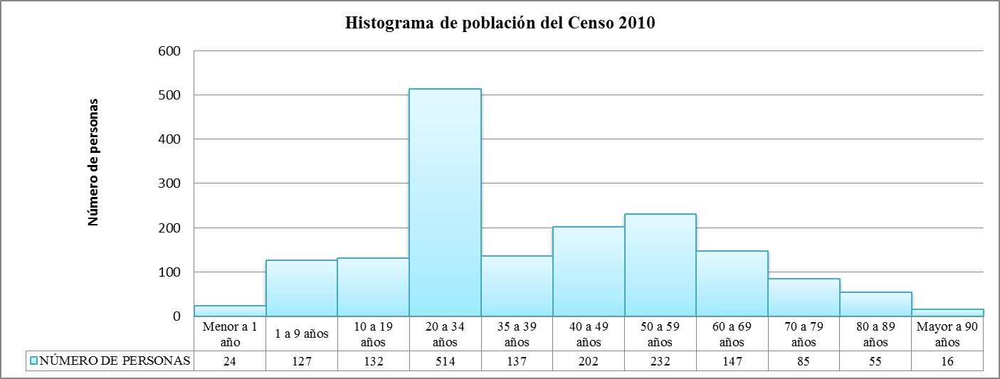 Histograma de población del Censo 2010
Número de personas
600
500
400
300
200
100
0
Menor a 1 año
1 a 9 años
10 a 19 años
20 a 34 años
35 a 39 años
40 a 49 años
50 a 59 años
60 a 69 años
70 a 79 años
80 a 89 años
Mayor a 90 años
NÚMERO DE PERSONAS 24 127 132 514 137 202 232 147 85 55 16